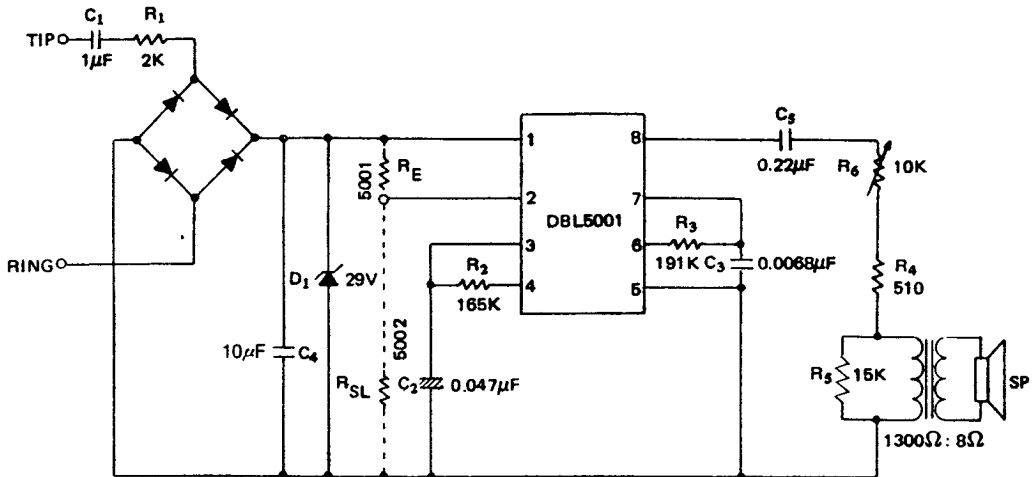 C1
R1
TIP
1μF
2K
C5
0.22μF
R6
10K
1
8
5001
RE
2
7
DBL5001
R3
3
6
191K
C3
0.0068μF
RING
D1
29V
R2
4
5
165K
R4
510
10μF
C4
5002
RSL
C2
0.047μF
R5
15K
SP
1300Ω : 8Ω